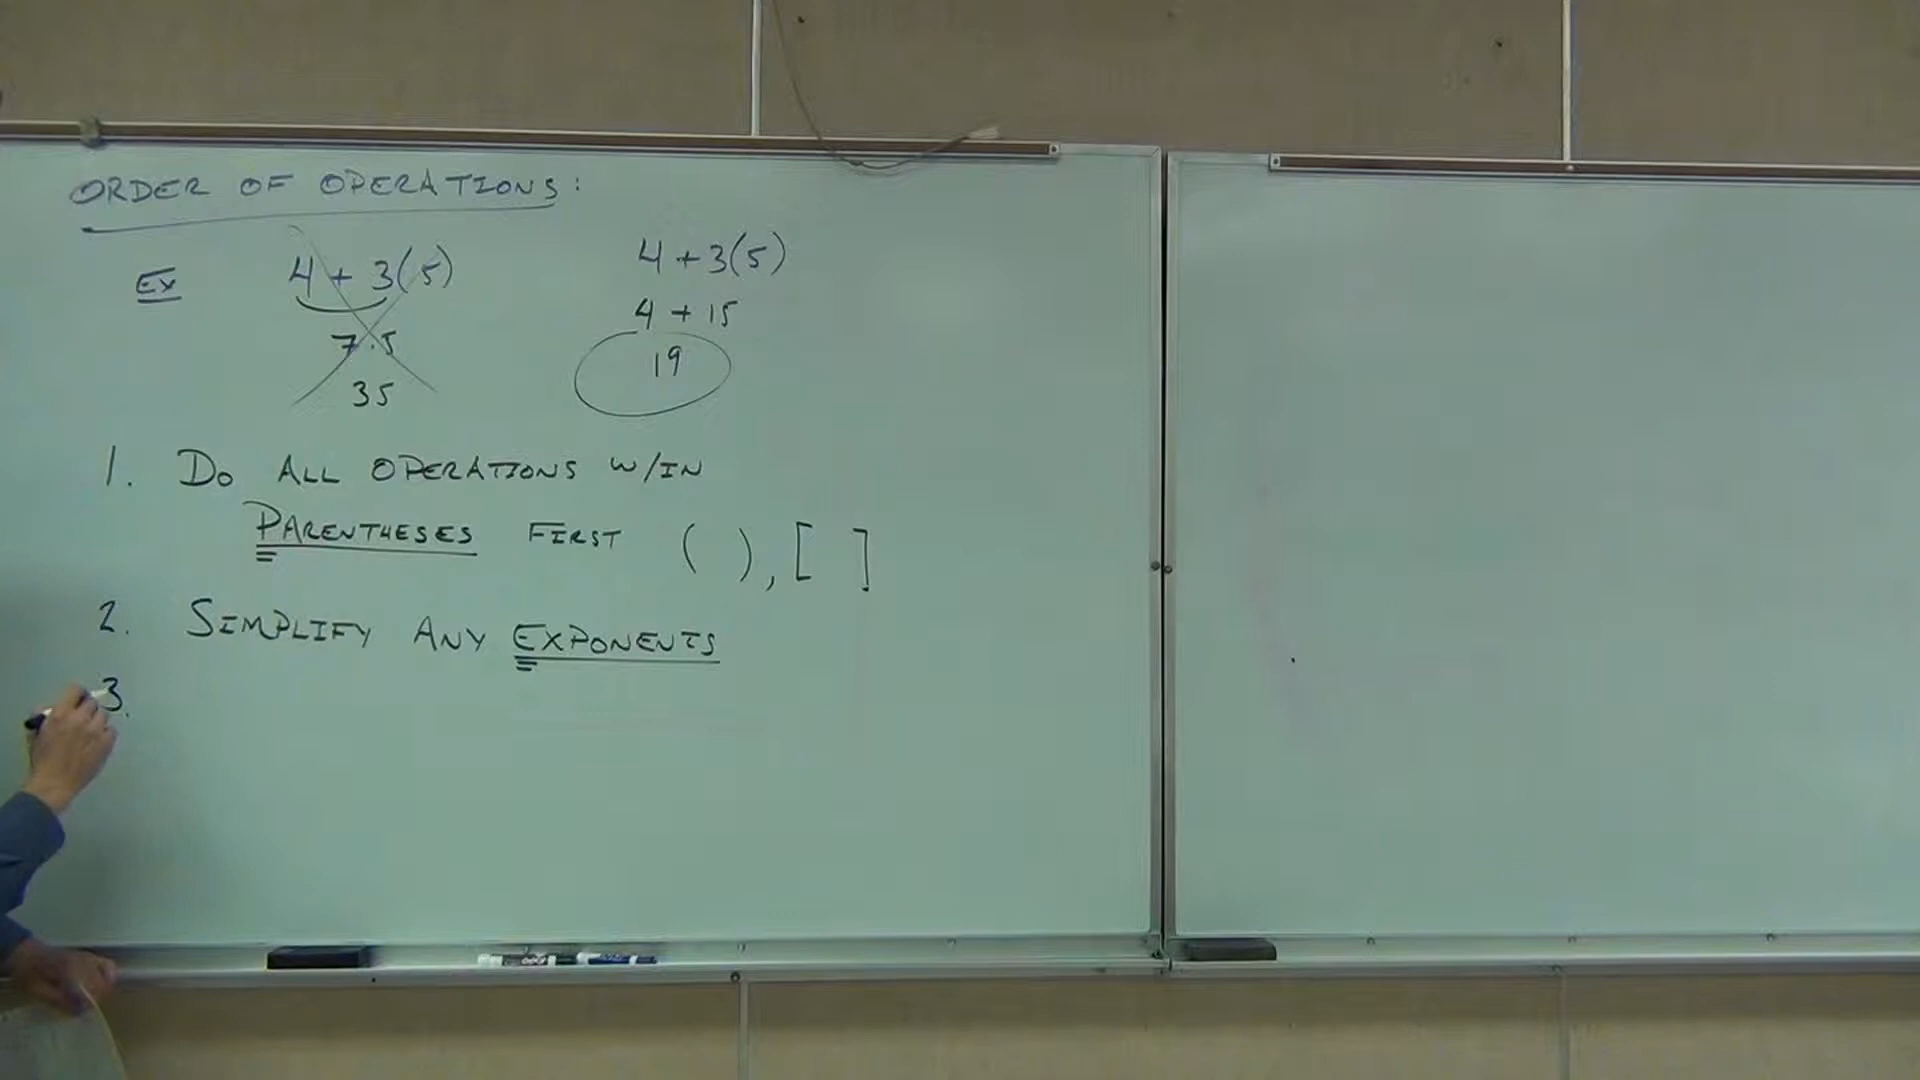 ORDER OF OPERATIONS:
Ex
4 + 3(5)
7.5
35
4 + 3(5)
4 + 15
19
1. DO ALL OPERATIONS W/IN
PARENTHESES FIRST ( ), [ ]
2. SIMPLIFY ANY EXPONENTS
3.